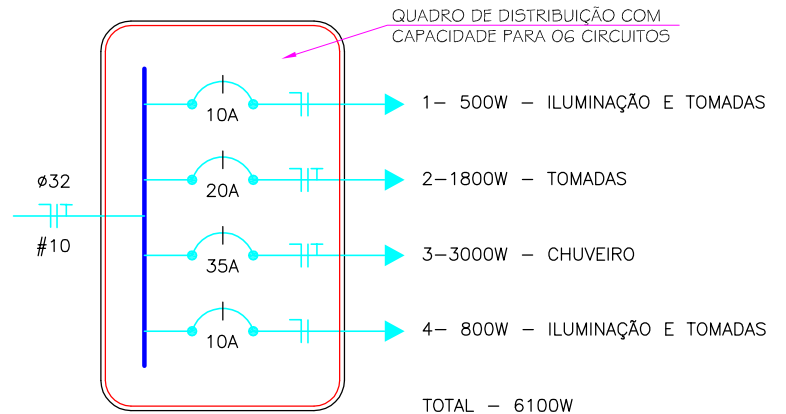 QUADRO DE DISTRIBUIÇÃO COM
CAPACIDADE PARA 06 CIRCUITOS
10A
1- 500W - ILUMINAÇÃO E TOMADAS
20A
2-1800W - TOMADAS
ø32
#10
35A
3-3000W - CHUVEIRO
10A
4- 800W - ILUMINAÇÃO E TOMADAS
TOTAL - 6100W